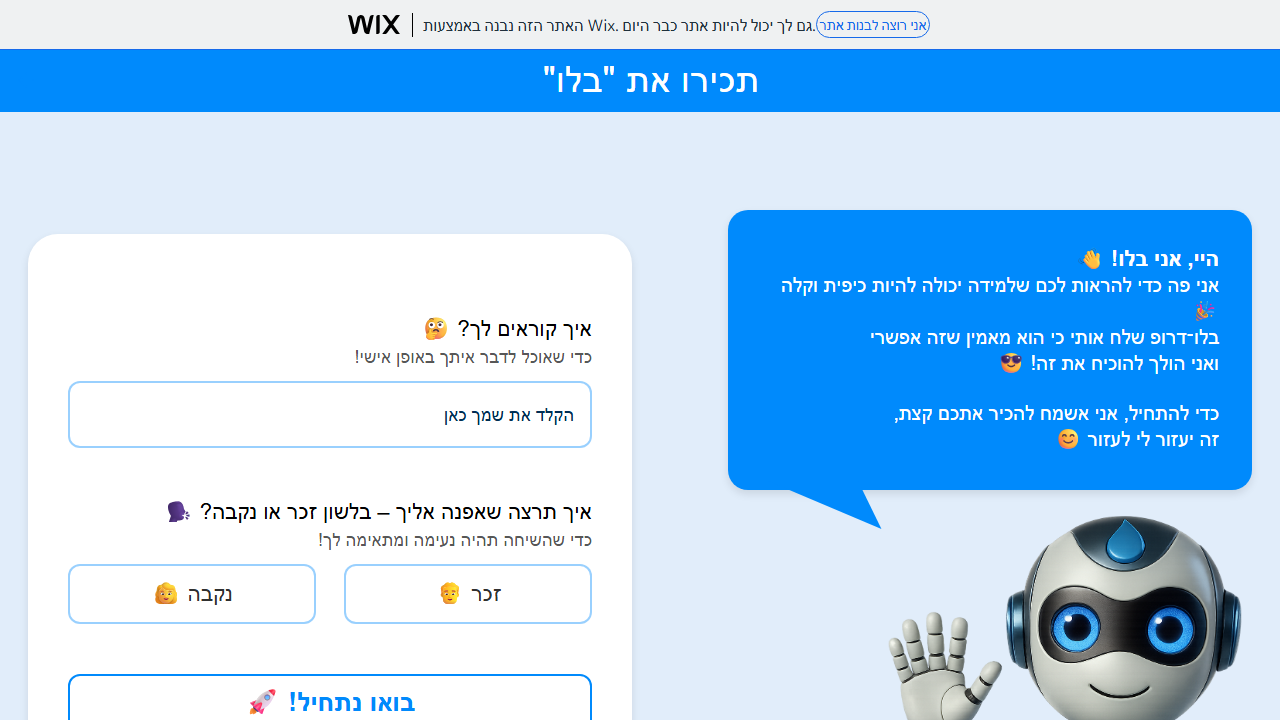 האתר הזה נבנה באמצעות Wix. גם לך יכול להיות אתר כבר היום. אני רוצה לבנות אתר
WIX
תכירו את "בלו"
היי, אני בלו! 👋
אני פה כדי להראות לכם שלמידה יכולה להיות כיפית וקלה
🎉
בלו־דרופ שלח אותי כי הוא מאמין שזה אפשרי
ואני הולך להוכיח את זה! 😎
כדי להתחיל, אני אשמח להכיר אתכם קצת,
זה יעזור לי לעזור 😊
איך קוראים לך? 🤔
כדי שאוכל לדבר איתך באופן אישי!
הקלד את שמך כאן
איך תרצה שאפנה אליך – בלשון זכר או נקבה? 🗣️
כדי שהשיחה תהיה נעימה ומתאימה לך!
זכר 👱
נקבה 👩
בואו נתחיל! 🚀